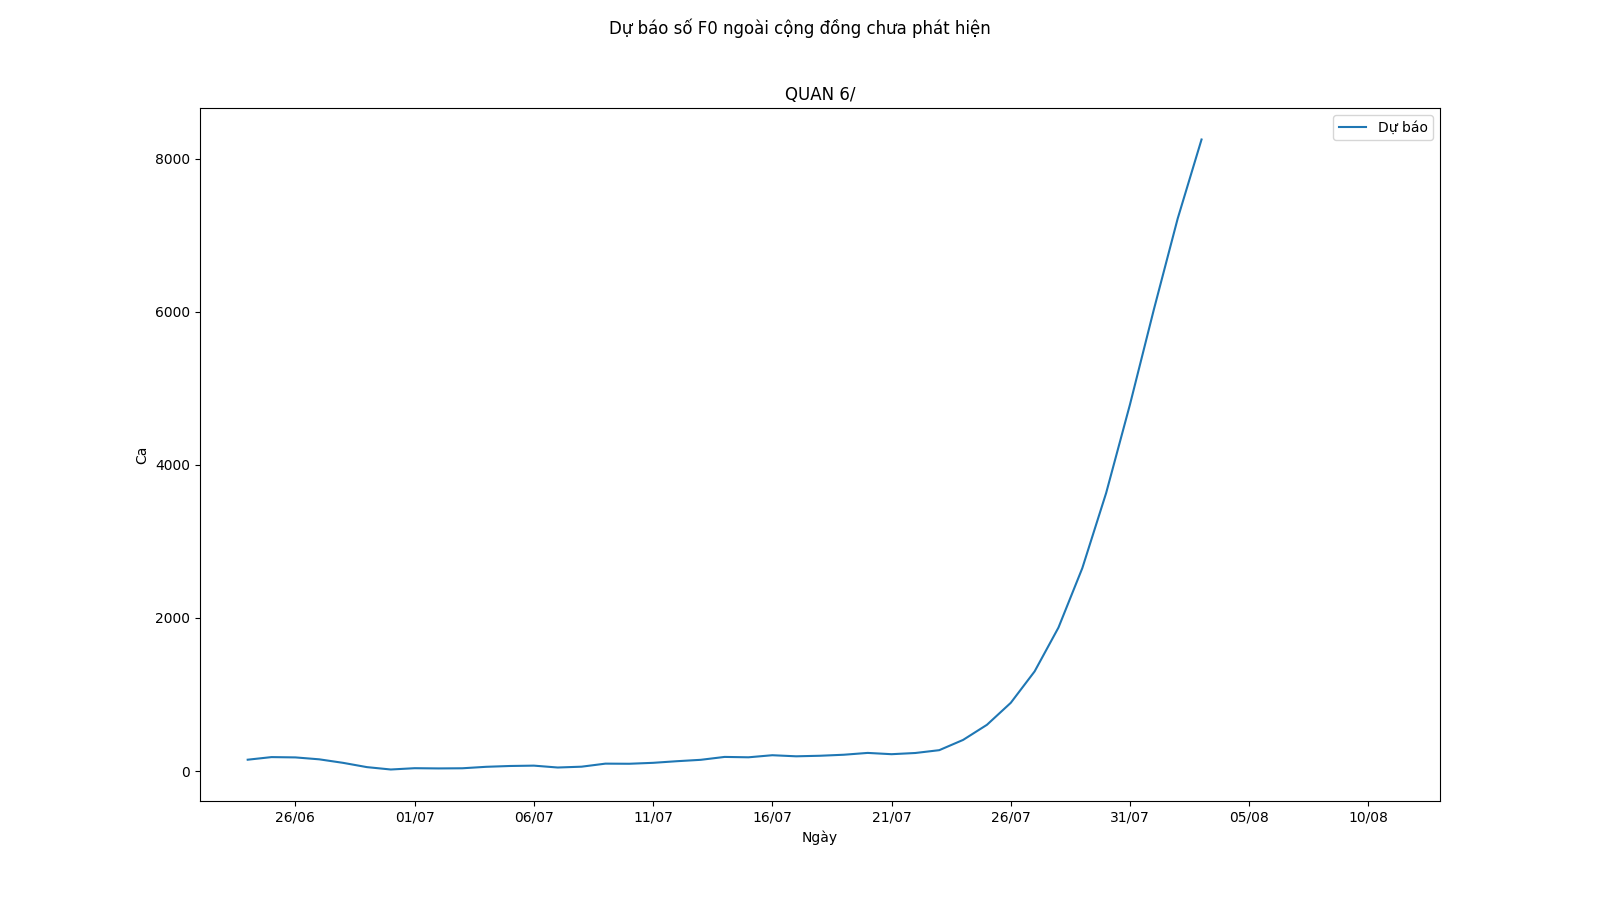 Dự báo số F0 ngoài cộng đồng chưa phát hiện
QUAN 6/
Dự báo
8000
6000
4000
2000
0
Ca
26/06 01/07 06/07 11/07 16/07 21/07 26/07 31/07 05/08 10/08
Ngày